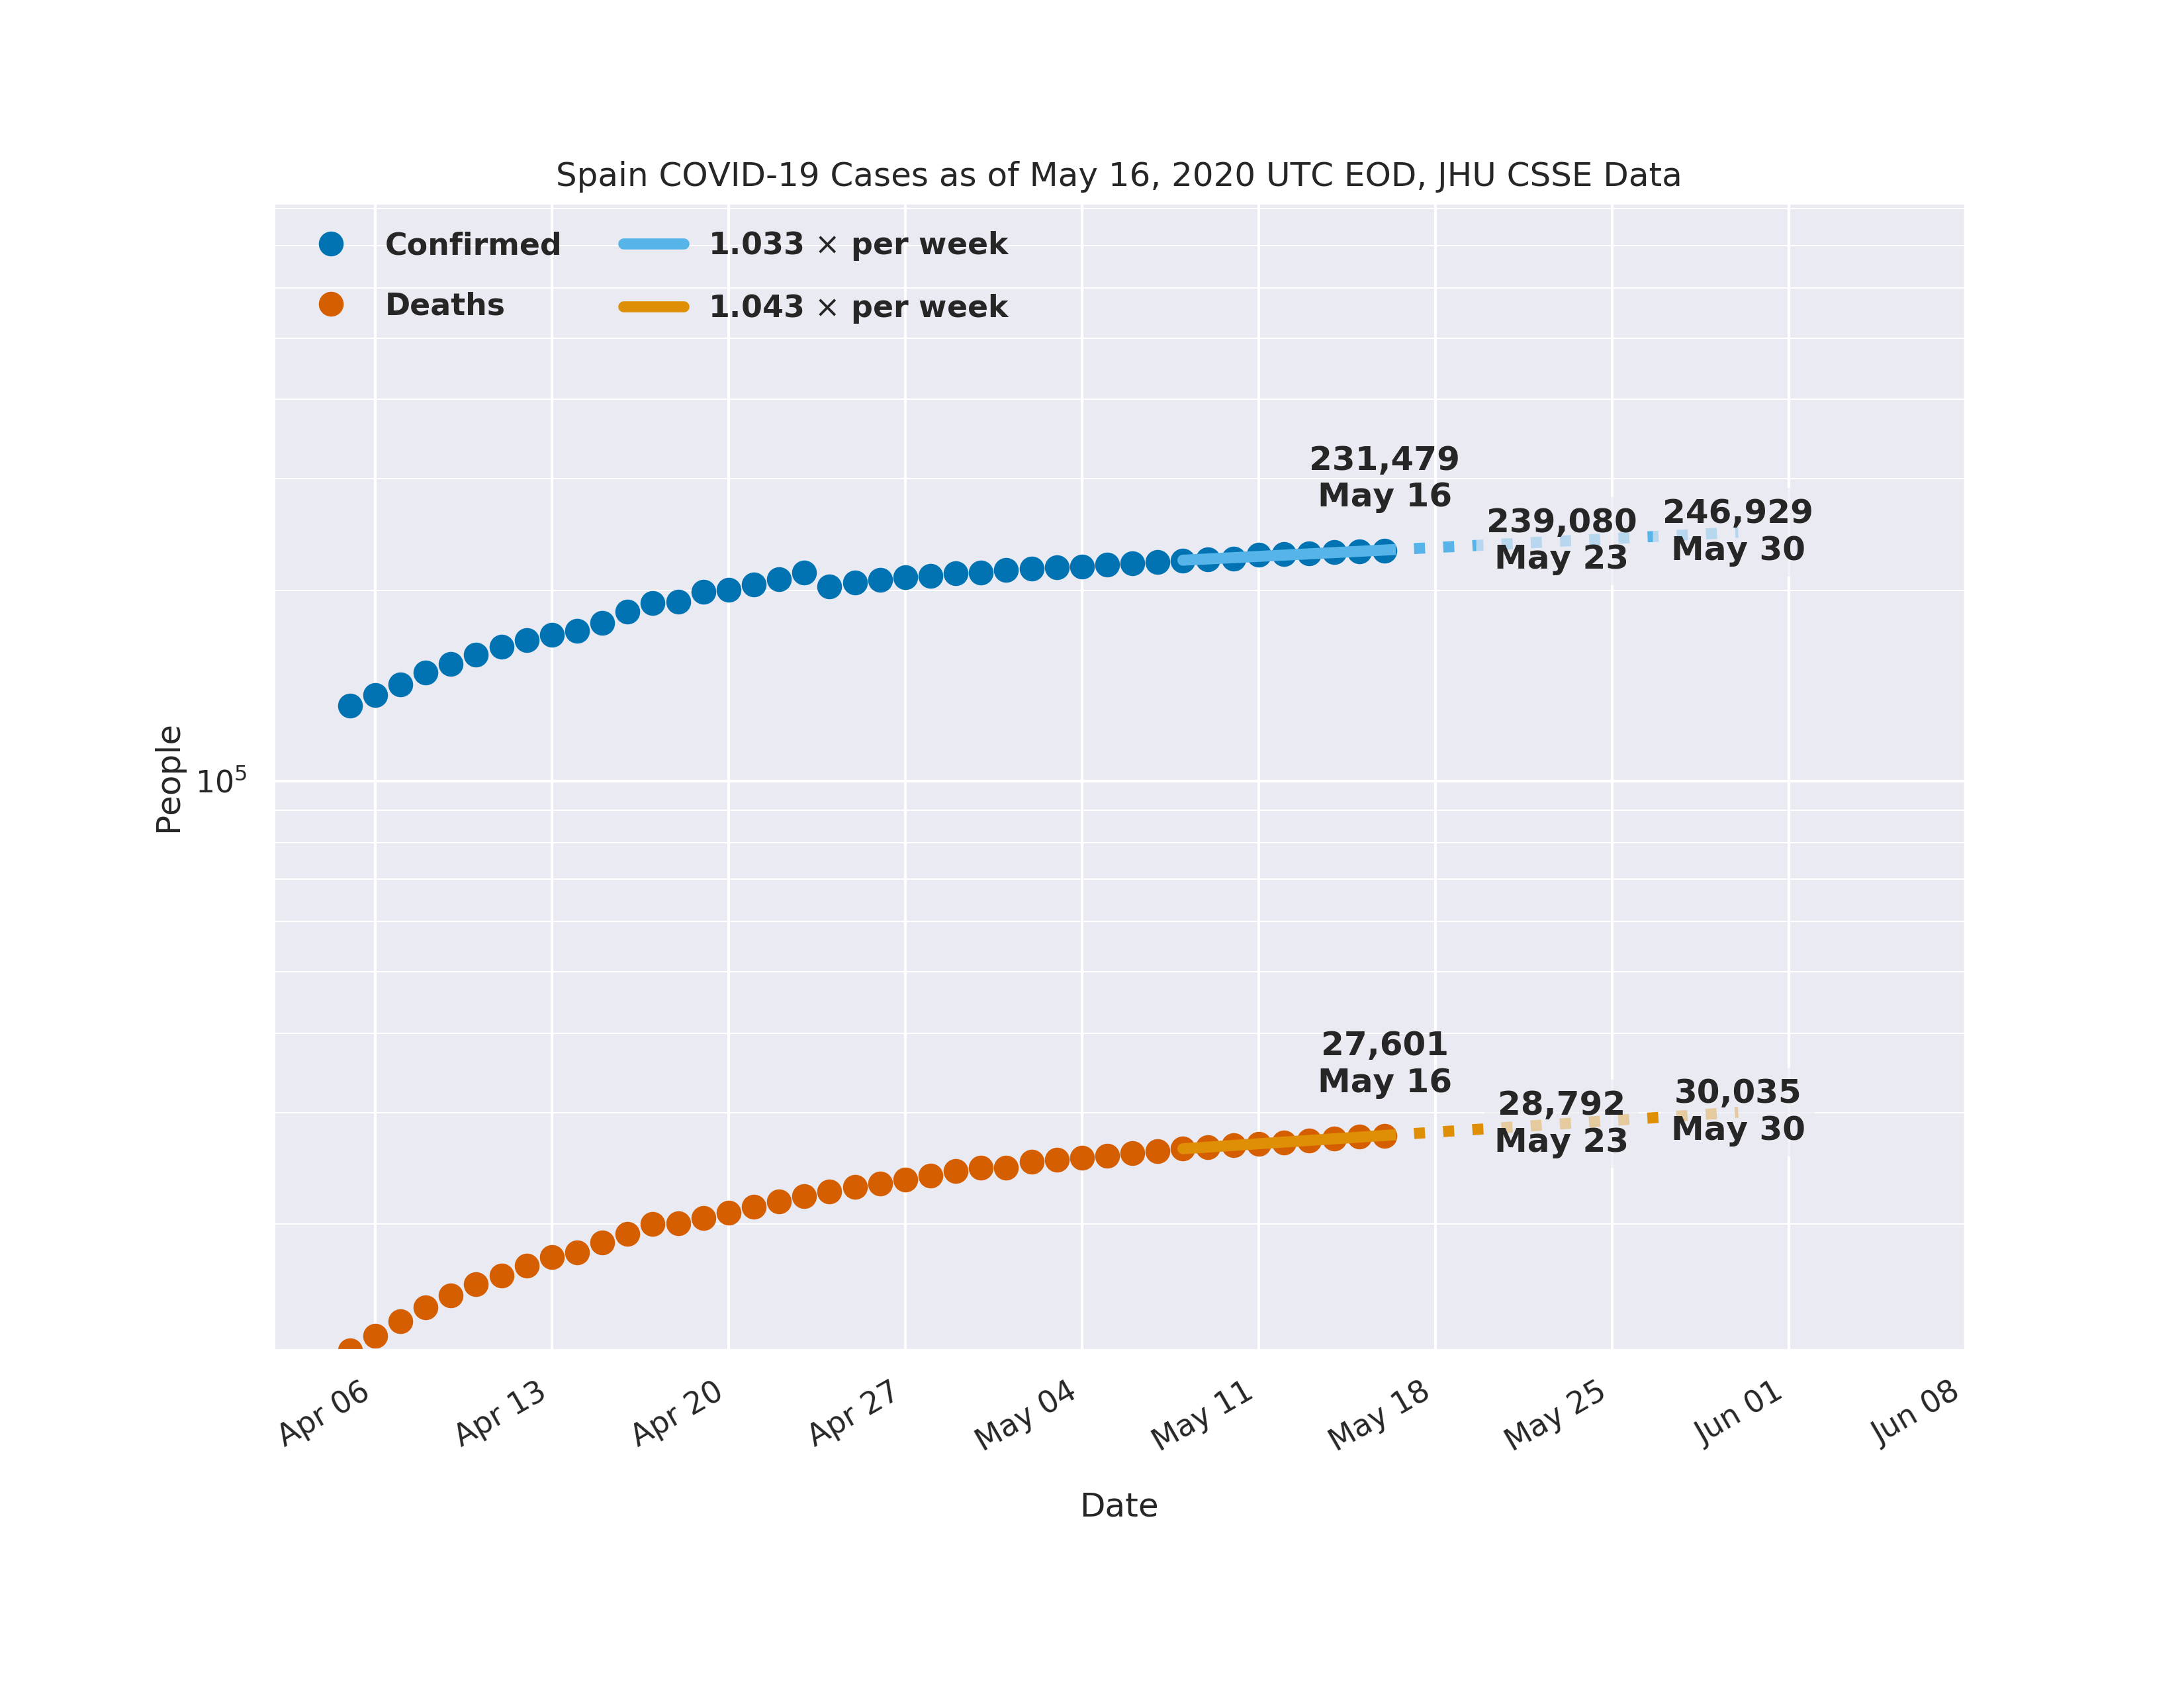 Spain COVID-19 Cases as of May 16, 2020 UTC EOD, JHU CSSE Data
Confirmed
Deaths
1.033 × per week
1.043 × per week
231,479
May 16
239,080
May 23
246,929
May 30
People
10⁵
27,601
May 16
28,792
May 23
30,035
May 30
Apr 06
Apr 13
Apr 20
Apr 27
May 04
May 11
May 18
May 25
Jun 01
Jun 08
Date